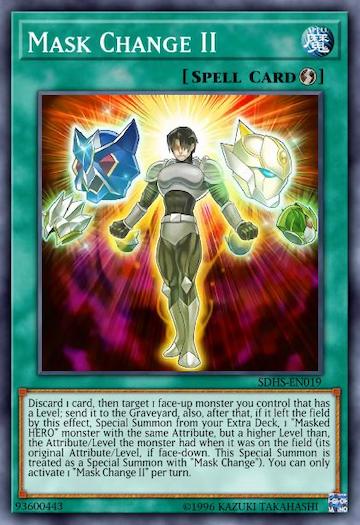 Mask Change II
魔
[Spell Card ]
SDHS-EN019
Discard 1 card, then target 1 face-up monster you control that has
a Level; send it to the Graveyard, also, after that, if it left the field
by this effect, Special Summon from your Extra Deck, 1 "Masked
HERO" monster with the same Attribute, but a higher Level than,
the Attribute/Level the monster had when it was on the field (its
original Attribute/Level, if face-down. This Special Summon is
treated as a Special Summon with "Mask Change"). You can only
activate 1 "Mask Change II" per turn.
93600443
©1996 KAZUKI TAKAHASHI